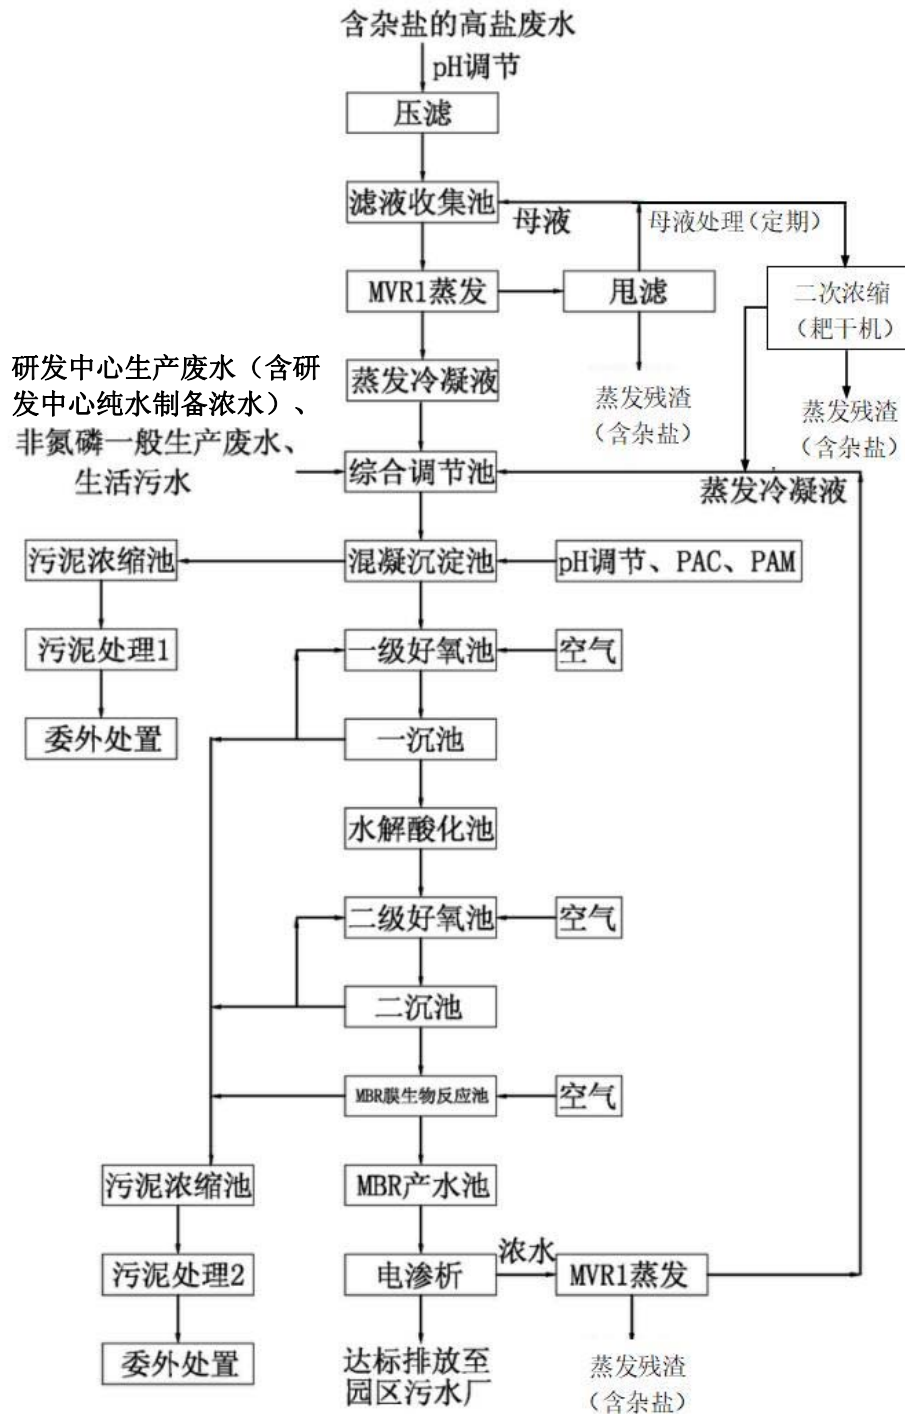 含杂盐的高盐废水
pH调节
压滤
滤液收集池
母液
母液处理（定期）
MVR1蒸发
甩滤
二次浓缩
（耙干机）
研发中心生产废水（含研
发中心纯水制备浓水）、
非氮磷一般生产废水、
生活污水
蒸发冷凝液
蒸发残渣
（含杂盐）
蒸发残渣
（含杂盐）
综合调节池
蒸发冷凝液
污泥浓缩池
混凝沉淀池
pH调节、PAC、PAM
污泥处理1
一级好氧池
空气
委外处置
一沉池
水解酸化池
二级好氧池
空气
二沉池
MBR膜生物反应池
空气
污泥浓缩池
MBR产水池
污泥处理2
电渗析
浓水
MVR1蒸发
委外处置
达标排放至
园区污水厂
蒸发残渣
（含杂盐）